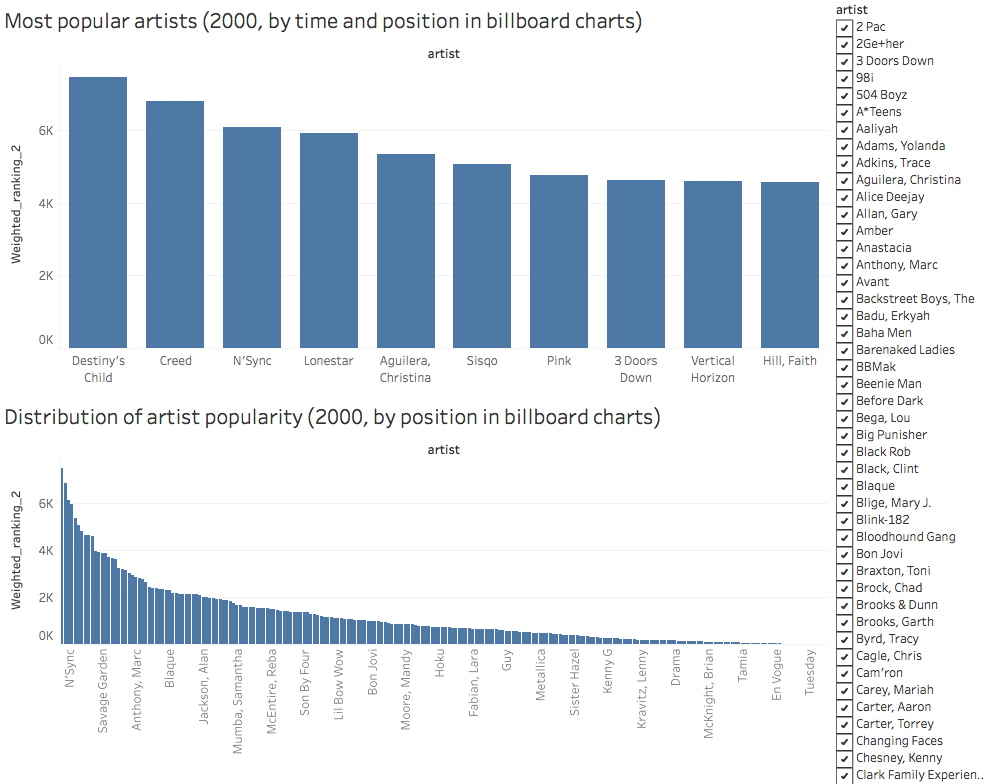 Most popular artists (2000, by time and position in billboard charts)
artist
Weighted_ranking_2
6K
4K
2K
0K
Destiny's
Child
Creed
N'Sync
Lonestar
Aguilera,
Christina
Sisqo
Pink
3 Doors
Down
Vertical
Horizon
Hill, Faith
Distribution of artist popularity (2000, by position in billboard charts)
artist
Weighted_ranking_2
6K
4K
2K
0K
N'Sync
Savage Garden
Anthony, Marc
Blaque
Jackson, Alan
Mumba, Samantha
McEntire, Reba
Son By Four
Lil Bow Wow
Bon Jovi
Moore, Mandy
Hoku
Fabian, Lara
Guy
Metallica
Sister Hazel
Kenny G
Kravitz, Lenny
Drama
McKnight, Brian
Tamia
En Vogue
Tuesday
artist
2 Pac
2Ge+her
3 Doors Down
98¡
504 Boyz
A*Teens
Aaliyah
Adams, Yolanda
Adkins, Trace
Aguilera, Christina
Alice Deejay
Allan, Gary
Amber
Anastacia
Anthony, Marc
Avant
Backstreet Boys, The
Badu, Erkyah
Baha Men
Barenaked Ladies
BBMak
Beenie Man
Before Dark
Bega, Lou
Big Punisher
Black Rob
Black, Clint
Blaque
Blige, Mary J.
Blink-182
Bloodhound Gang
Bon Jovi
Braxton, Toni
Brock, Chad
Brooks & Dunn
Brooks, Garth
Byrd, Tracy
Cagle, Chris
Cam'ron
Carey, Mariah
Carter, Aaron
Carter, Torrey
Changing Faces
Chesney, Kenny
Clark Family Experien..